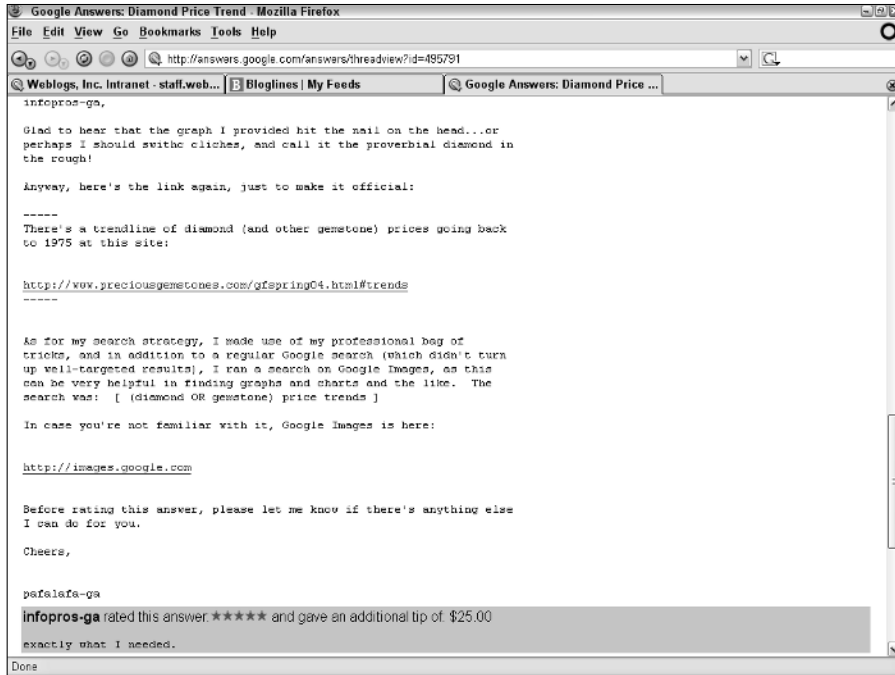 Google Answers: Diamond Price Trend - Mozilla Firefox
File Edit View Go Bookmarks Tools Help
http://answers.google.com/answers/threadview?id=495791
Weblogs, Inc. Intranet - staff.web... Bloglines | My Feeds Google Answers: Diamond Price ...
infopros-ga,
Glad to hear that the graph I provided hit the nail on the head...or
perhaps I should swithc cliches, and call it the proverbial diamond in
the rough!
Anyway, here's the link again, just to make it official:
-----
There's a trendline of diamond (and other gemstone) prices going back
to 1975 at this site:
http://www.preciousgemstones.com/gfspring04.html#trends
-----
As for my search strategy, I made use of my professional bag of
tricks, and in addition to a regular Google search (which didn't turn
up well-targeted results), I ran a search on Google Images, as this
can be very helpful in finding graphs and charts and the like. The
search was: [ (diamond OR gemstone) price trends ]
In case you're not familiar with it, Google Images is here:
http://images.google.com
Before rating this answer, please let me know if there's anything else
I can do for you.
Cheers,
pafalafa-ga
infopros-ga rated this answer: ★★★★★ and gave an additional tip of: $25.00
exactly what I needed.
Done